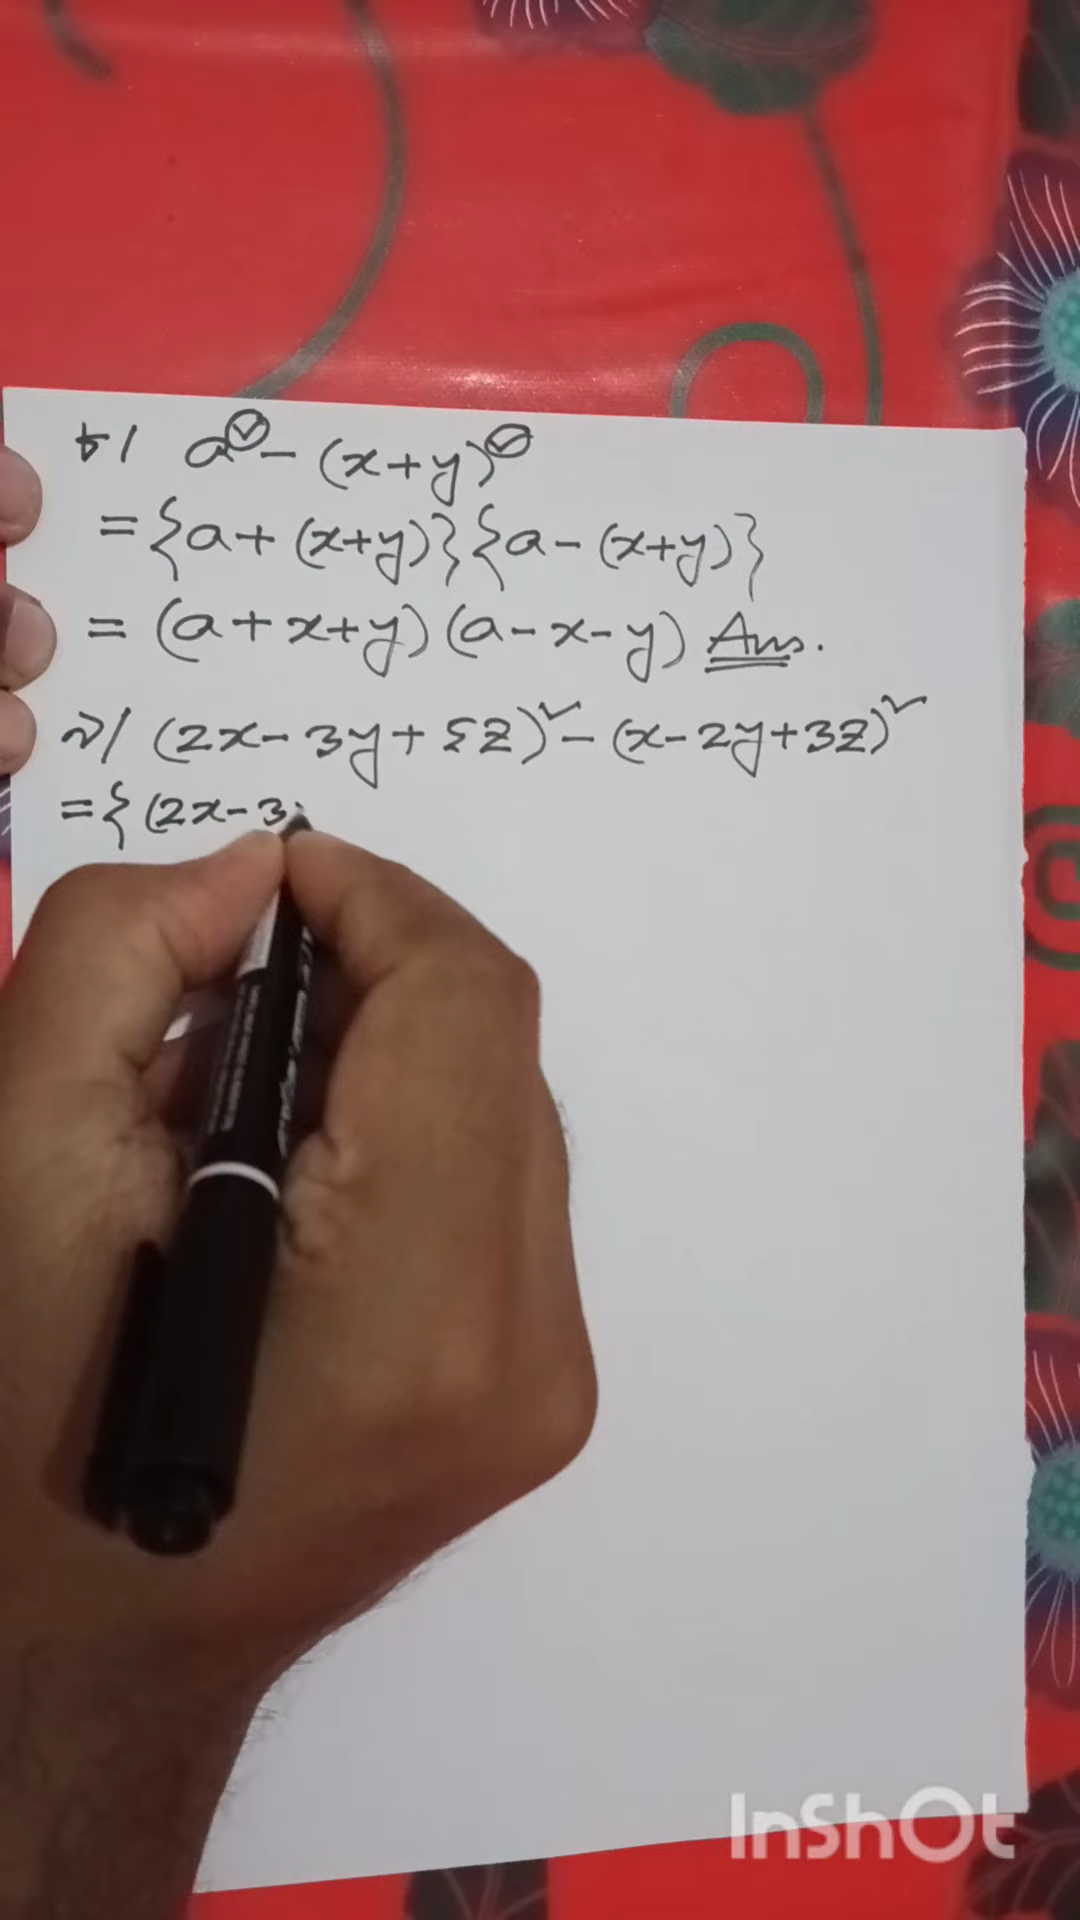 ৮। a² - (x+y)²
= {a + (x+y)} {a - (x+y)}
= (a+x+y) (a-x-y) Ans.
৯। (2x - 3y + 5z)² - (x - 2y + 3z)²
= { (2x - 3
InShOt